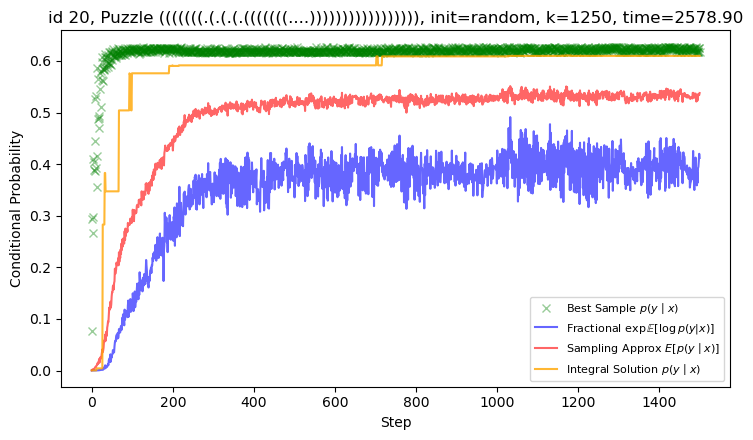 id 20, Puzzle (((((((.(.(.(.(((((((....))))))))))))))))), init=random, k=1250, time=2578.90
0.6
0.5
0.4
0.3
0.2
0.1
0.0
Conditional Probability
Best Sample p(y | x)
Fractional exp𝔼[log p(y|x)]
Sampling Approx E[p(y | x)]
Integral Solution p(y | x)
0 200 400 600 800 1000 1200 1400
Step